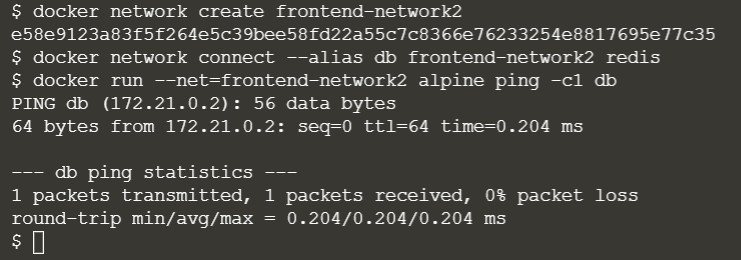 $ docker network create frontend-network2
e58e9123a83f5f264e5c39bee58fd22a55c7c8366e76233254e8817695e77c35
$ docker network connect --alias db frontend-network2 redis
$ docker run --net=frontend-network2 alpine ping -c1 db
PING db (172.21.0.2): 56 data bytes
64 bytes from 172.21.0.2: seq=0 ttl=64 time=0.204 ms

--- db ping statistics ---
1 packets transmitted, 1 packets received, 0% packet loss
round-trip min/avg/max = 0.204/0.204/0.204 ms
$